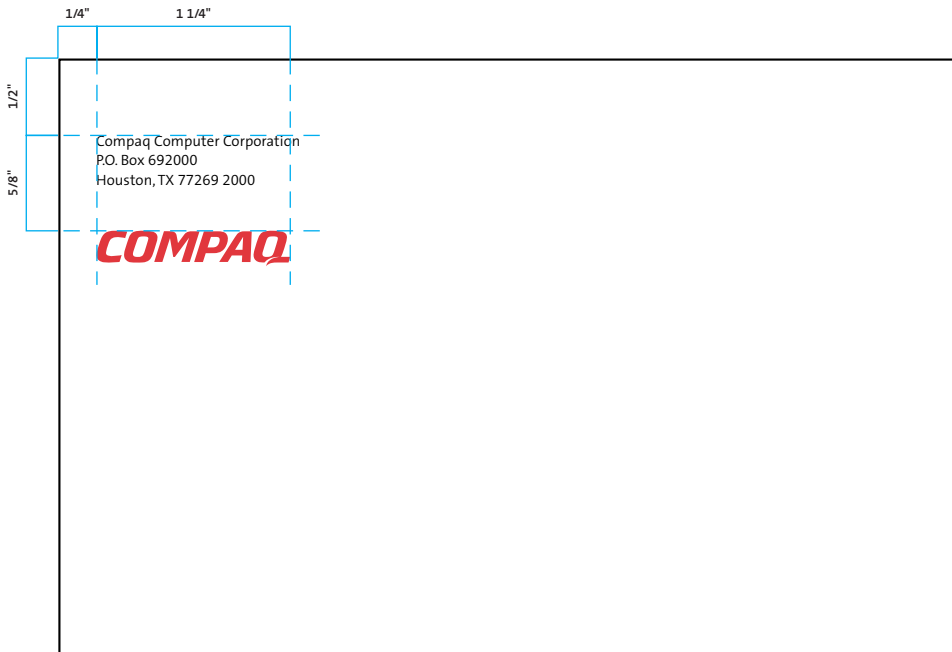 1/4" 1 1/4"
1/2"
Compaq Computer Corporation
P.O. Box 692000
Houston, TX 77269 2000
5/8"
COMPAQ